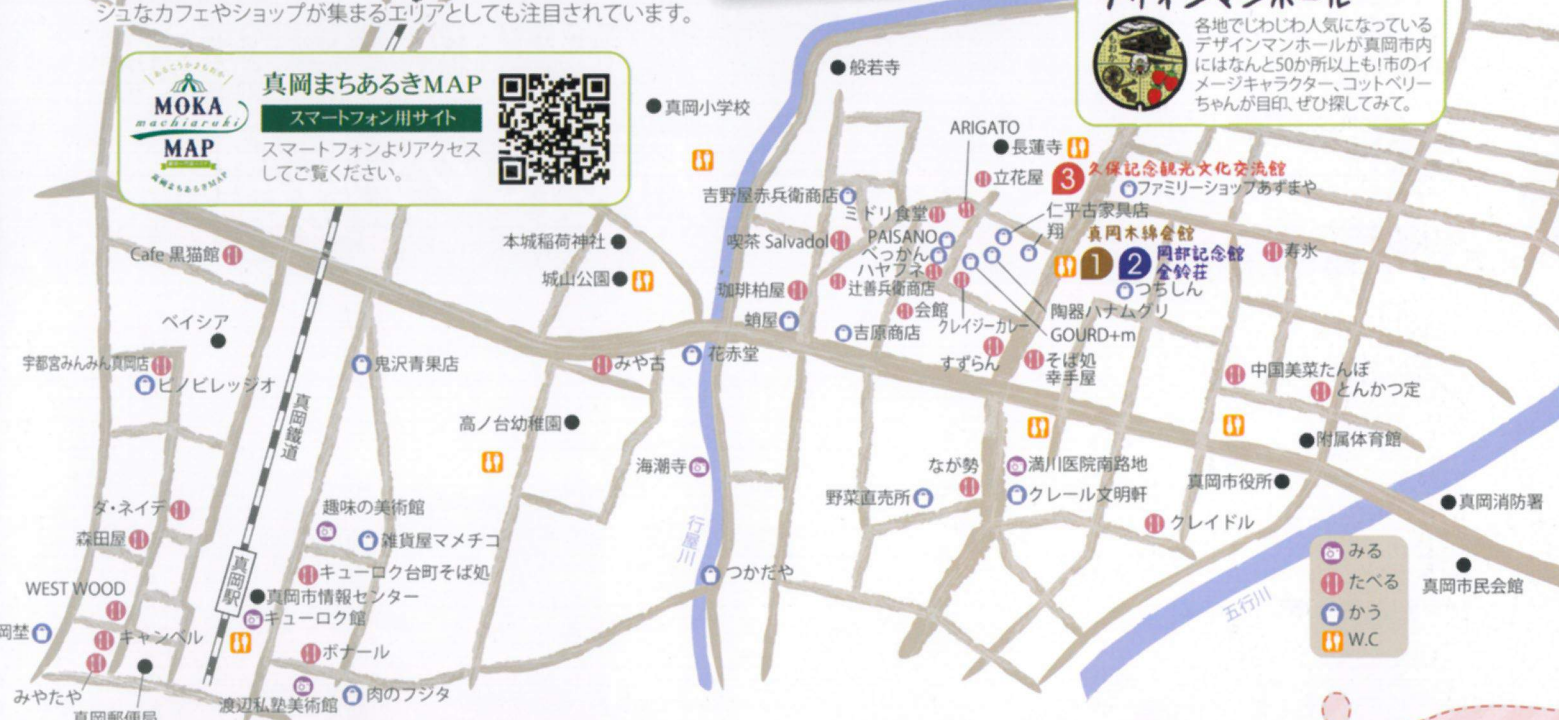 シュなカフェやショップが集まるエリアとしても注目されています。
デザインマンホール
各地でじわじわ人気になっている
デザインマンホールが真岡市内
にはなんと50か所以上も!市のイ
メージキャラクター、コットベリー
ちゃんが目印、ぜひ探してみて。
MOKA
machiaruki
MAP
真岡まちあるきMAP
真岡まちあるきMAP
スマートフォン用サイト
スマートフォンよりアクセス
してご覧ください。
真岡小学校
般若寺
ARIGATO
長蓮寺
立花屋
3
久保記念観光文化交流館
ファミリーショップあずまや
吉野屋赤兵衛商店
ミドリ食堂
仁平古家具店
翔
喫茶 Salvador
PAISANO
べっかん
ハヤフネ
辻善兵衛商店
真岡木綿会館
1
2
岡部記念館
金鈴荘
寿氷
つちしん
本城稲荷神社
城山公園
Cafe 黒猫館
珈琲柏屋
蛸屋
会館
クレイジーカレー
陶器ハナムグリ
GOURD+m
吉原商店
すずらん
そば処
幸手屋
ベイシア
宇都宮みんみん真岡店
ピノビレッジオ
鬼沢青果店
みや古
花赤堂
中国美菜たんぼ
とんかつ定
真岡鐵道
高ノ台幼稚園
海潮寺
なが勢
満川医院南路地
野菜直売所
クレール文明軒
附属体育館
真岡市役所
真岡消防署
クレイドル
ダ・ネイデ
森田屋
趣味の美術館
雑貨屋マメチコ
行屋川
真岡駅
キューロク台町そば処
つかだや
WEST WOOD
真岡市情報センター
キューロク館
岡埜
キャンベル
ボナール
みやたや
真岡郵便局
渡辺私塾美術館
肉のフジタ
五行川
真岡市民会館
みる
たべる
かう
W.C